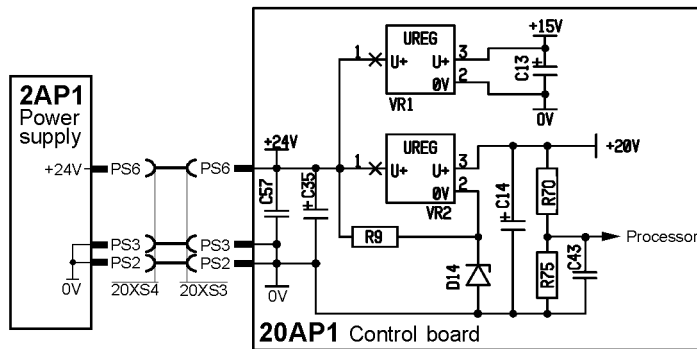 +15V
UREG
1 U+ U+ 3
0V 2
C13 +
VR1
0V
2AP1
Power
supply
+24V
UREG
+24V PS6 PS6 1 U+ U+ 3 +20V
0V 2
C57 + C35 VR2 + C14 R70
R9
PS3 PS3 Processor
PS2 PS2
D14 R75 C43
0V 20XS4 20XS3 0V
20AP1 Control board